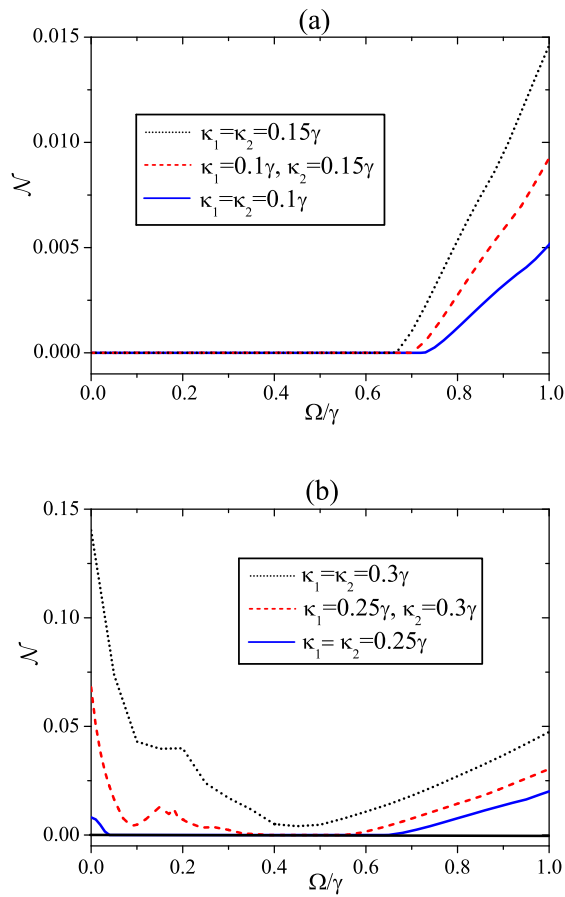 (a)
0.015
0.010
0.005
0.000
𝒩
κ₁=κ₂=0.15γ
κ₁=0.1γ, κ₂=0.15γ
κ₁=κ₂=0.1γ
0.0 0.2 0.4 0.6 0.8 1.0
Ω/γ
(b)
0.15
0.10
0.05
0.00
𝒩
κ₁=κ₂=0.3γ
κ₁=0.25γ, κ₂=0.3γ
κ₁= κ₂=0.25γ
0.0 0.2 0.4 0.6 0.8 1.0
Ω/γ